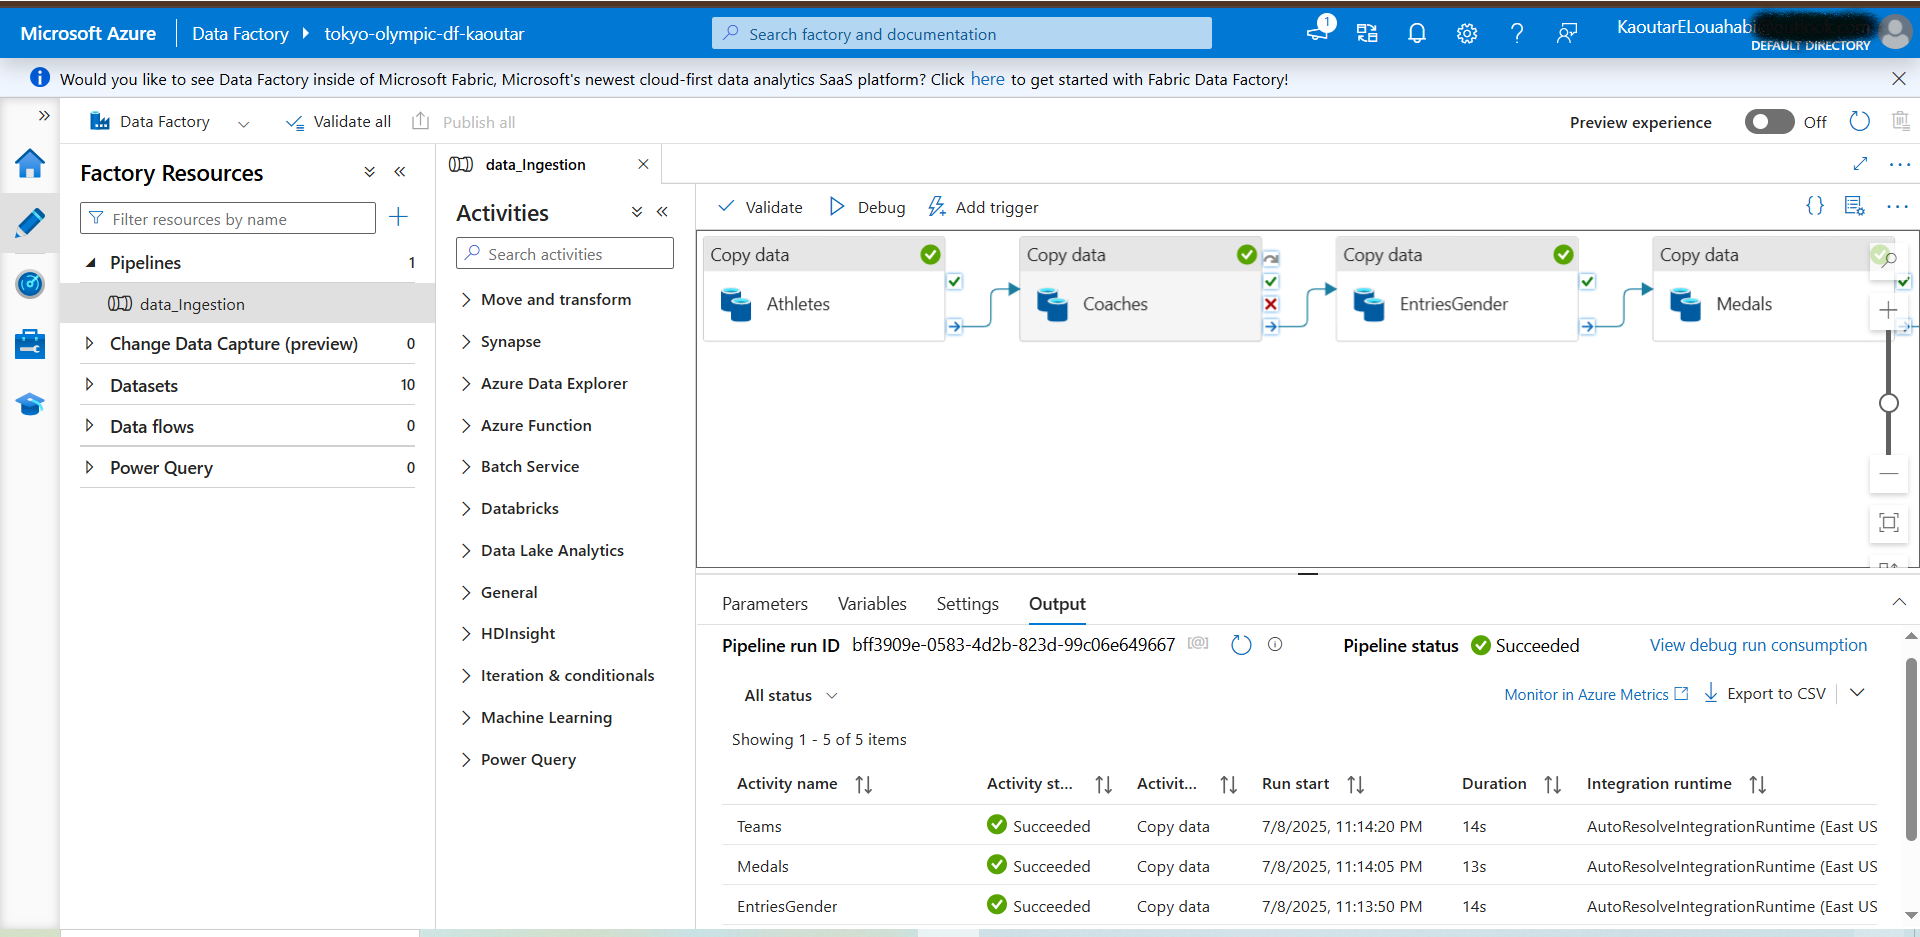 Microsoft Azure
Data Factory
tokyo-olympic-df-kaoutar
Search factory and documentation
1
KaoutarELouahabi
DEFAULT DIRECTORY
Would you like to see Data Factory inside of Microsoft Fabric, Microsoft's newest cloud-first data analytics SaaS platform? Click here to get started with Fabric Data Factory!
Data Factory
Validate all
Publish all
Preview experience
Off
Factory Resources
Filter resources by name
Pipelines 1
data_Ingestion
Change Data Capture (preview) 0
Datasets 10
Data flows 0
Power Query 0
data_Ingestion
Activities
Search activities
Move and transform
Synapse
Azure Data Explorer
Azure Function
Batch Service
Databricks
Data Lake Analytics
General
HDInsight
Iteration & conditionals
Machine Learning
Power Query
Validate
Debug
Add trigger
Copy data
Athletes
Copy data
Coaches
Copy data
EntriesGender
Copy data
Medals
Parameters
Variables
Settings
Output
Pipeline run ID bff3909e-0583-4d2b-823d-99c06e649667
Pipeline status Succeeded
View debug run consumption
All status
Monitor in Azure Metrics
Export to CSV
Showing 1 - 5 of 5 items
Activity name Activity st... Activit... Run start Duration Integration runtime
Teams Succeeded Copy data 7/8/2025, 11:14:20 PM 14s AutoResolveIntegrationRuntime (East US
Medals Succeeded Copy data 7/8/2025, 11:14:05 PM 13s AutoResolveIntegrationRuntime (East US
EntriesGender Succeeded Copy data 7/8/2025, 11:13:50 PM 14s AutoResolveIntegrationRuntime (East US